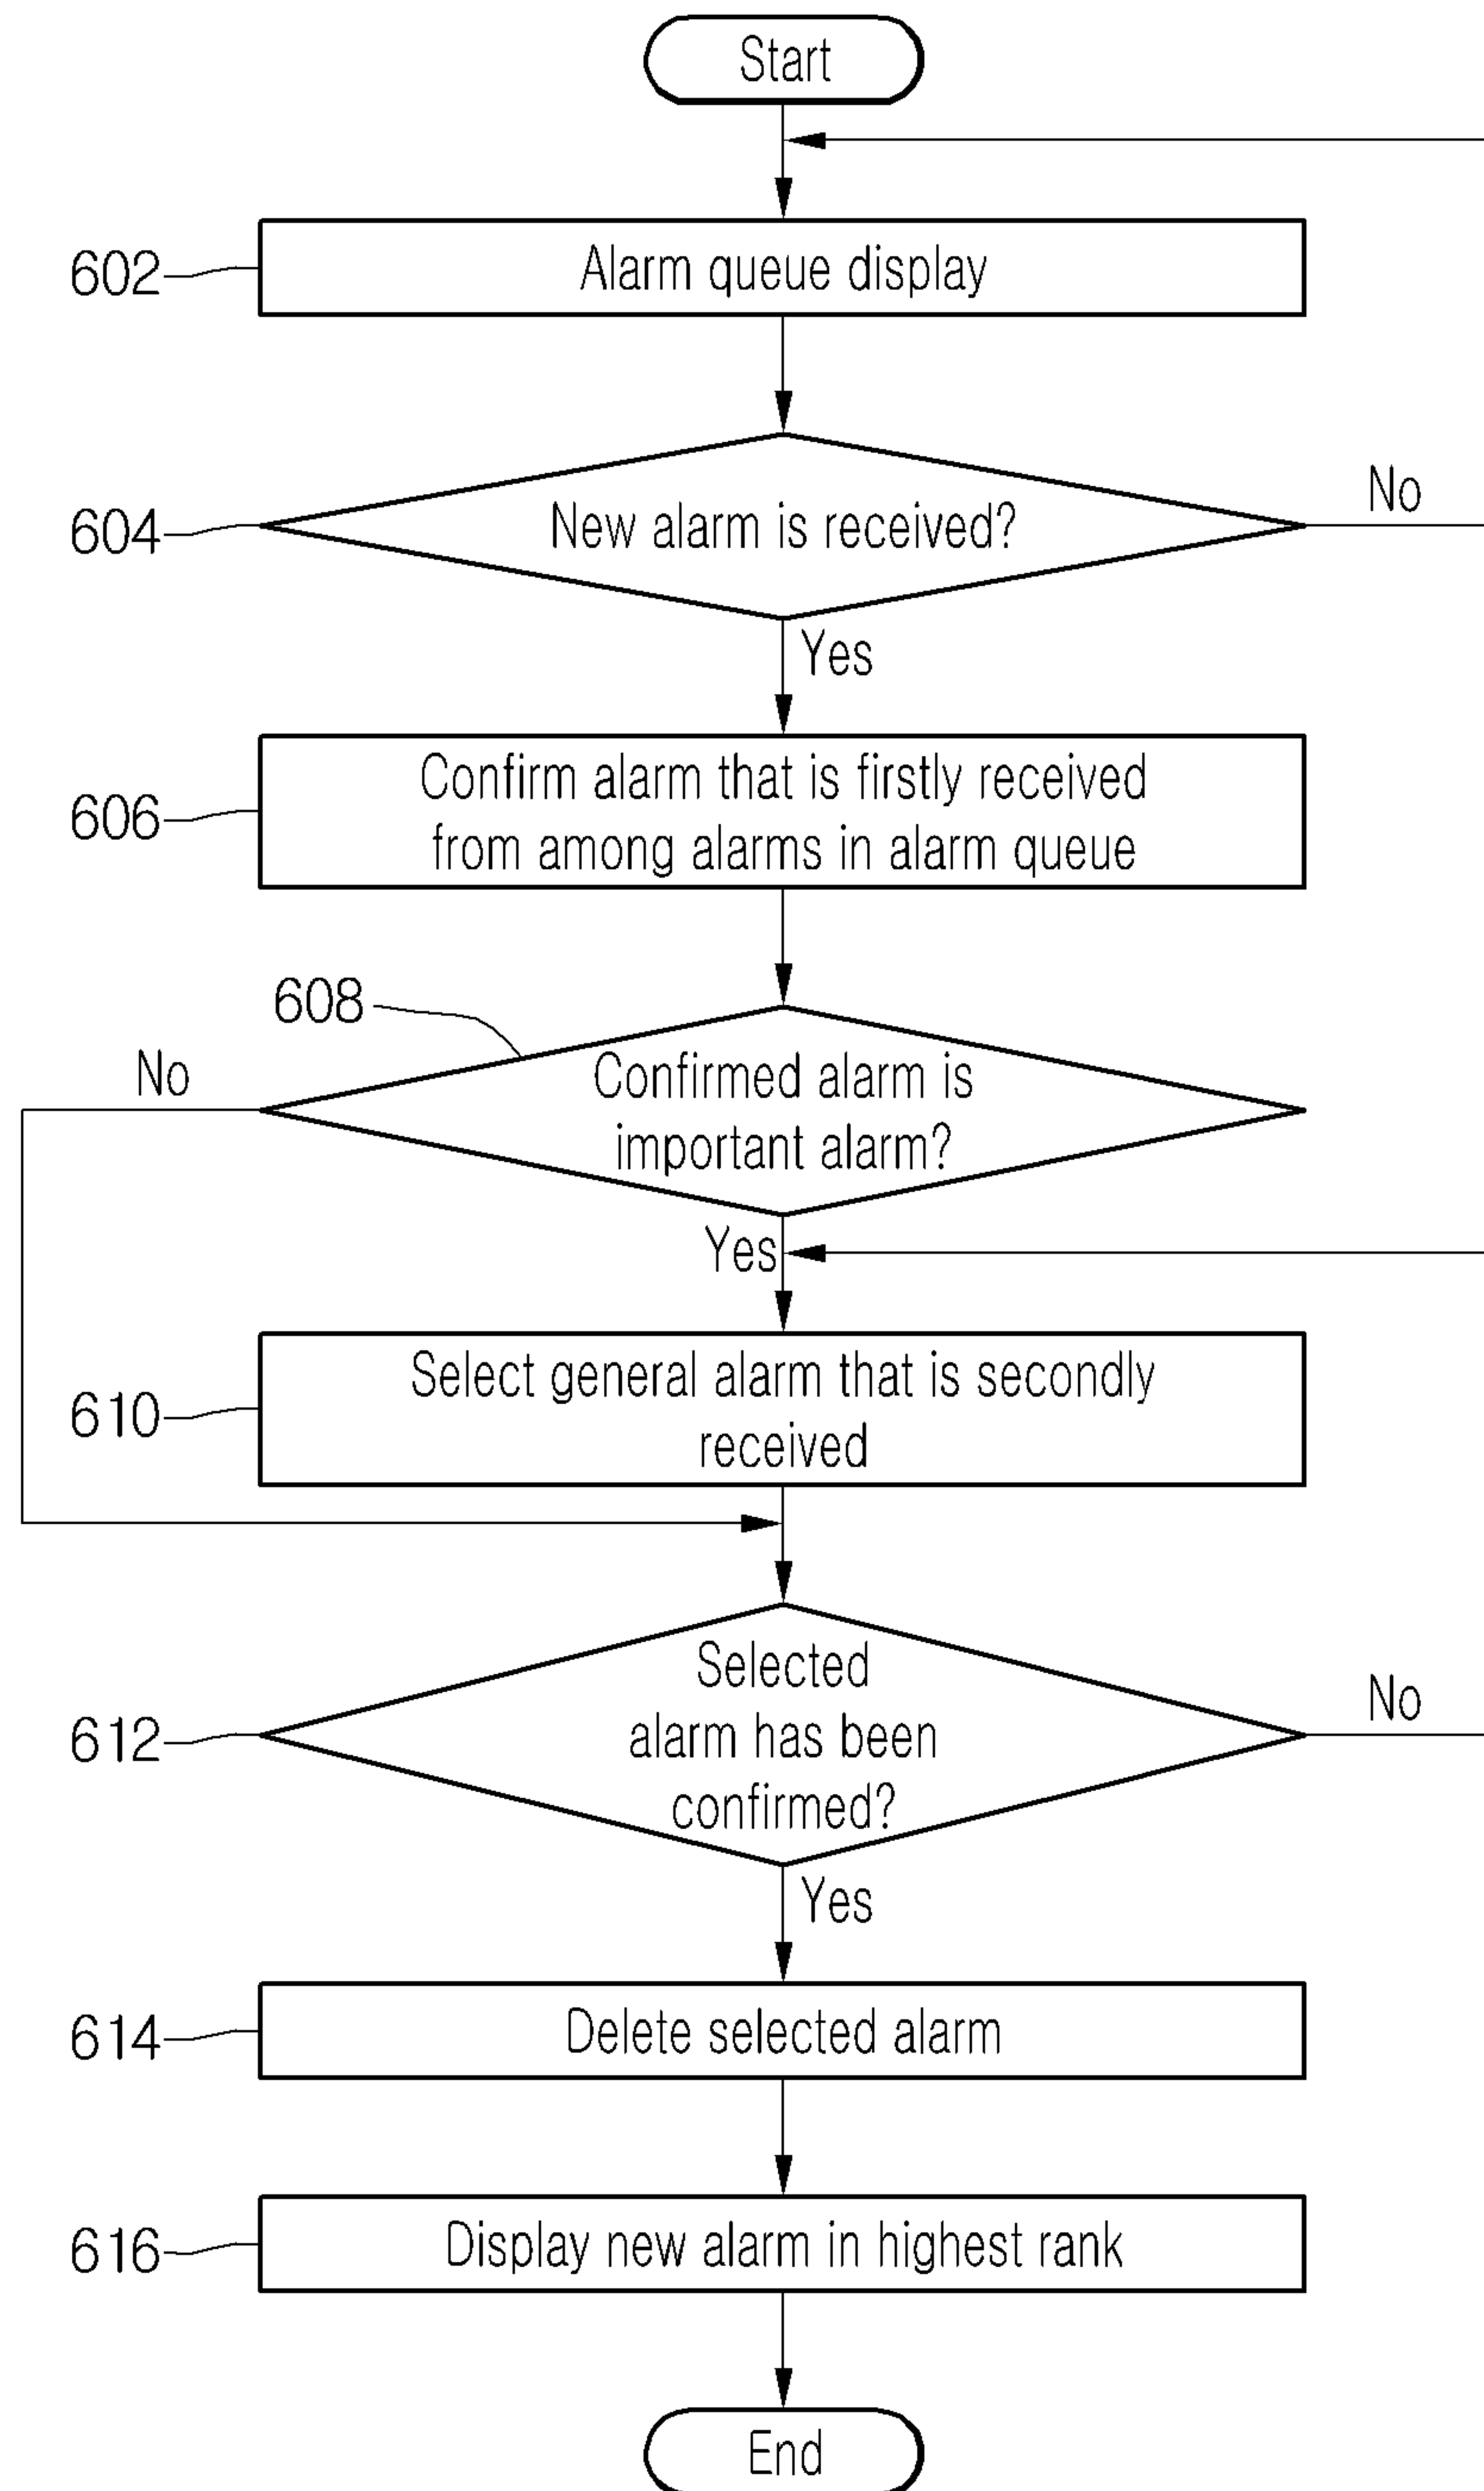 Start
602
Alarm queue display
604
New alarm is received?
No
Yes
606
Confirm alarm that is firstly received
from among alarms in alarm queue
608
No
Confirmed alarm is
important alarm?
Yes
610
Select general alarm that is secondly
received
612
Selected
alarm has been
confirmed?
No
Yes
614
Delete selected alarm
616
Display new alarm in highest rank
End